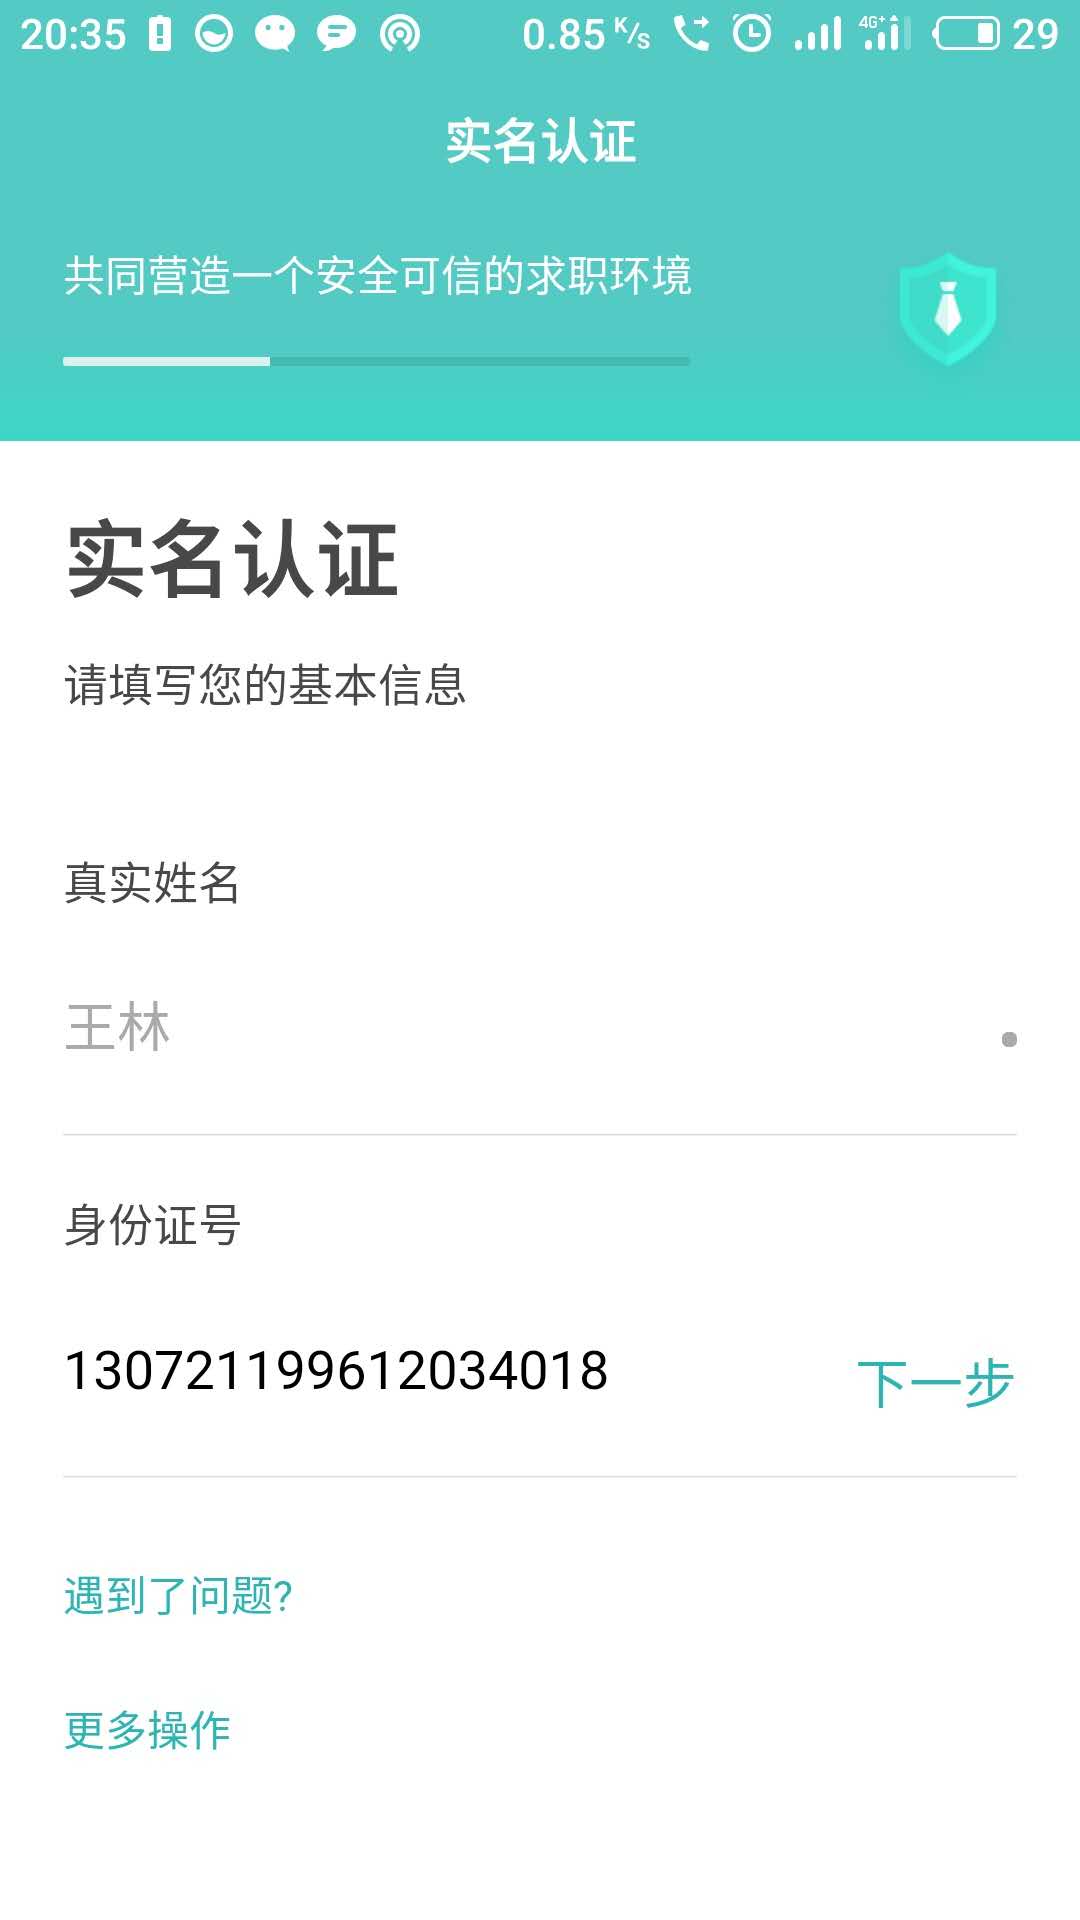 20:35 0.85 K/s 4G+ 29
实名认证
共同营造一个安全可信的求职环境
实名认证
请填写您的基本信息
真实姓名
王林
身份证号
130721199612034018 下一步
遇到了问题?
更多操作